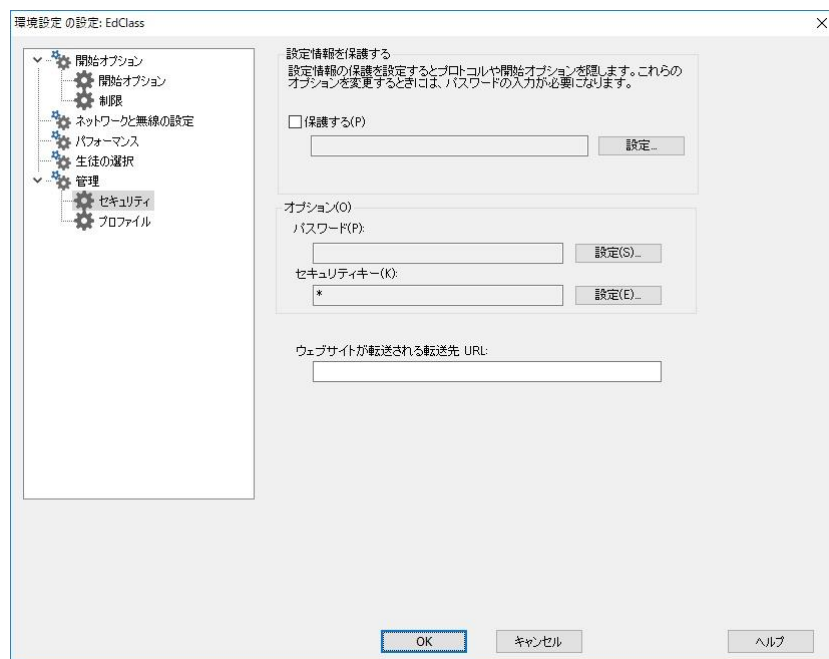 環境設定 の設定: EdClass
開始オプション
開始オプション
制限
ネットワークと無線の設定
パフォーマンス
生徒の選択
管理
セキュリティ
プロファイル
設定情報を保護する
設定情報の保護を設定するとプロトコルや開始オプションを隠します。これらの
オプションを変更するときには、パスワードの入力が必要になります。
保護する(P)
設定...
オプション(O)
パスワード(P):
設定(S)...
セキュリティキー(K):
*
設定(E)...
ウェブサイトが転送される転送先 URL:
OK
キャンセル
ヘルプ